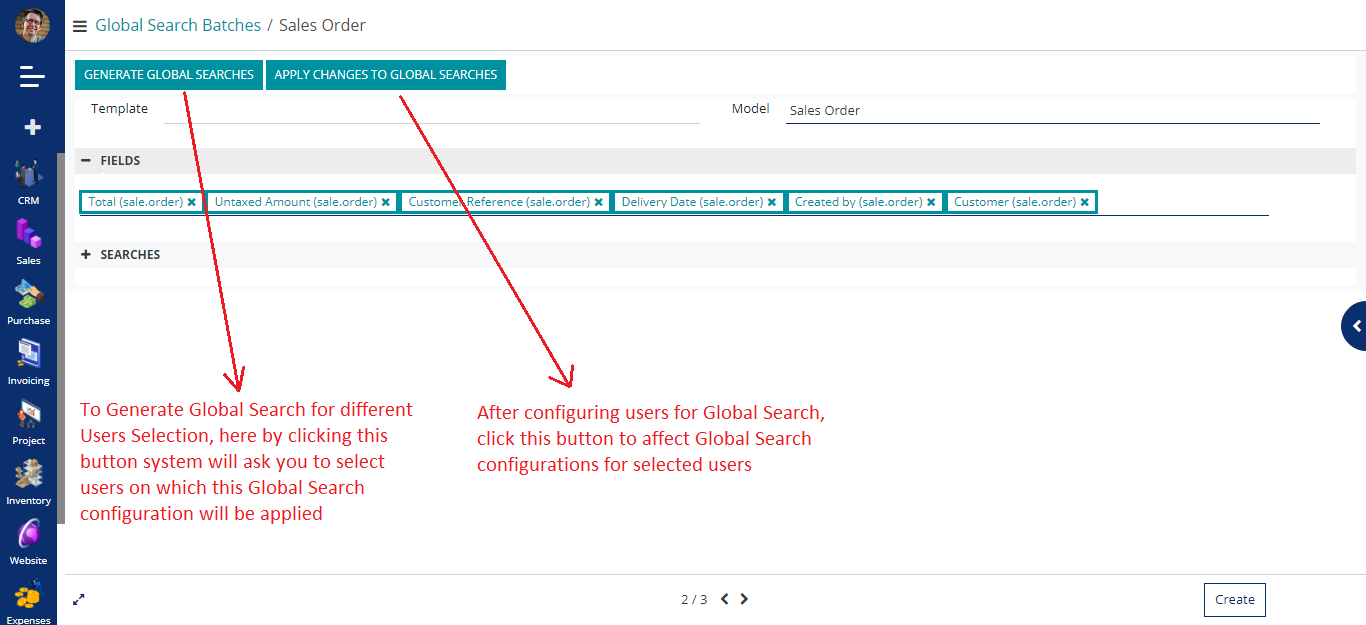 Global Search Batches / Sales Order
GENERATE GLOBAL SEARCHES
APPLY CHANGES TO GLOBAL SEARCHES
Template
Model
Sales Order
FIELDS
Total (sale.order)
Untaxed Amount (sale.order)
Customer Reference (sale.order)
Delivery Date (sale.order)
Created by (sale.order)
Customer (sale.order)
SEARCHES
CRM
Sales
Purchase
Invoicing
Project
Inventory
Website
Expenses
To Generate Global Search for different
Users Selection, here by clicking this
button system will ask you to select
users on which this Global Search
configuration will be applied
After configuring users for Global Search,
click this button to affect Global Search
configurations for selected users
2 / 3
Create